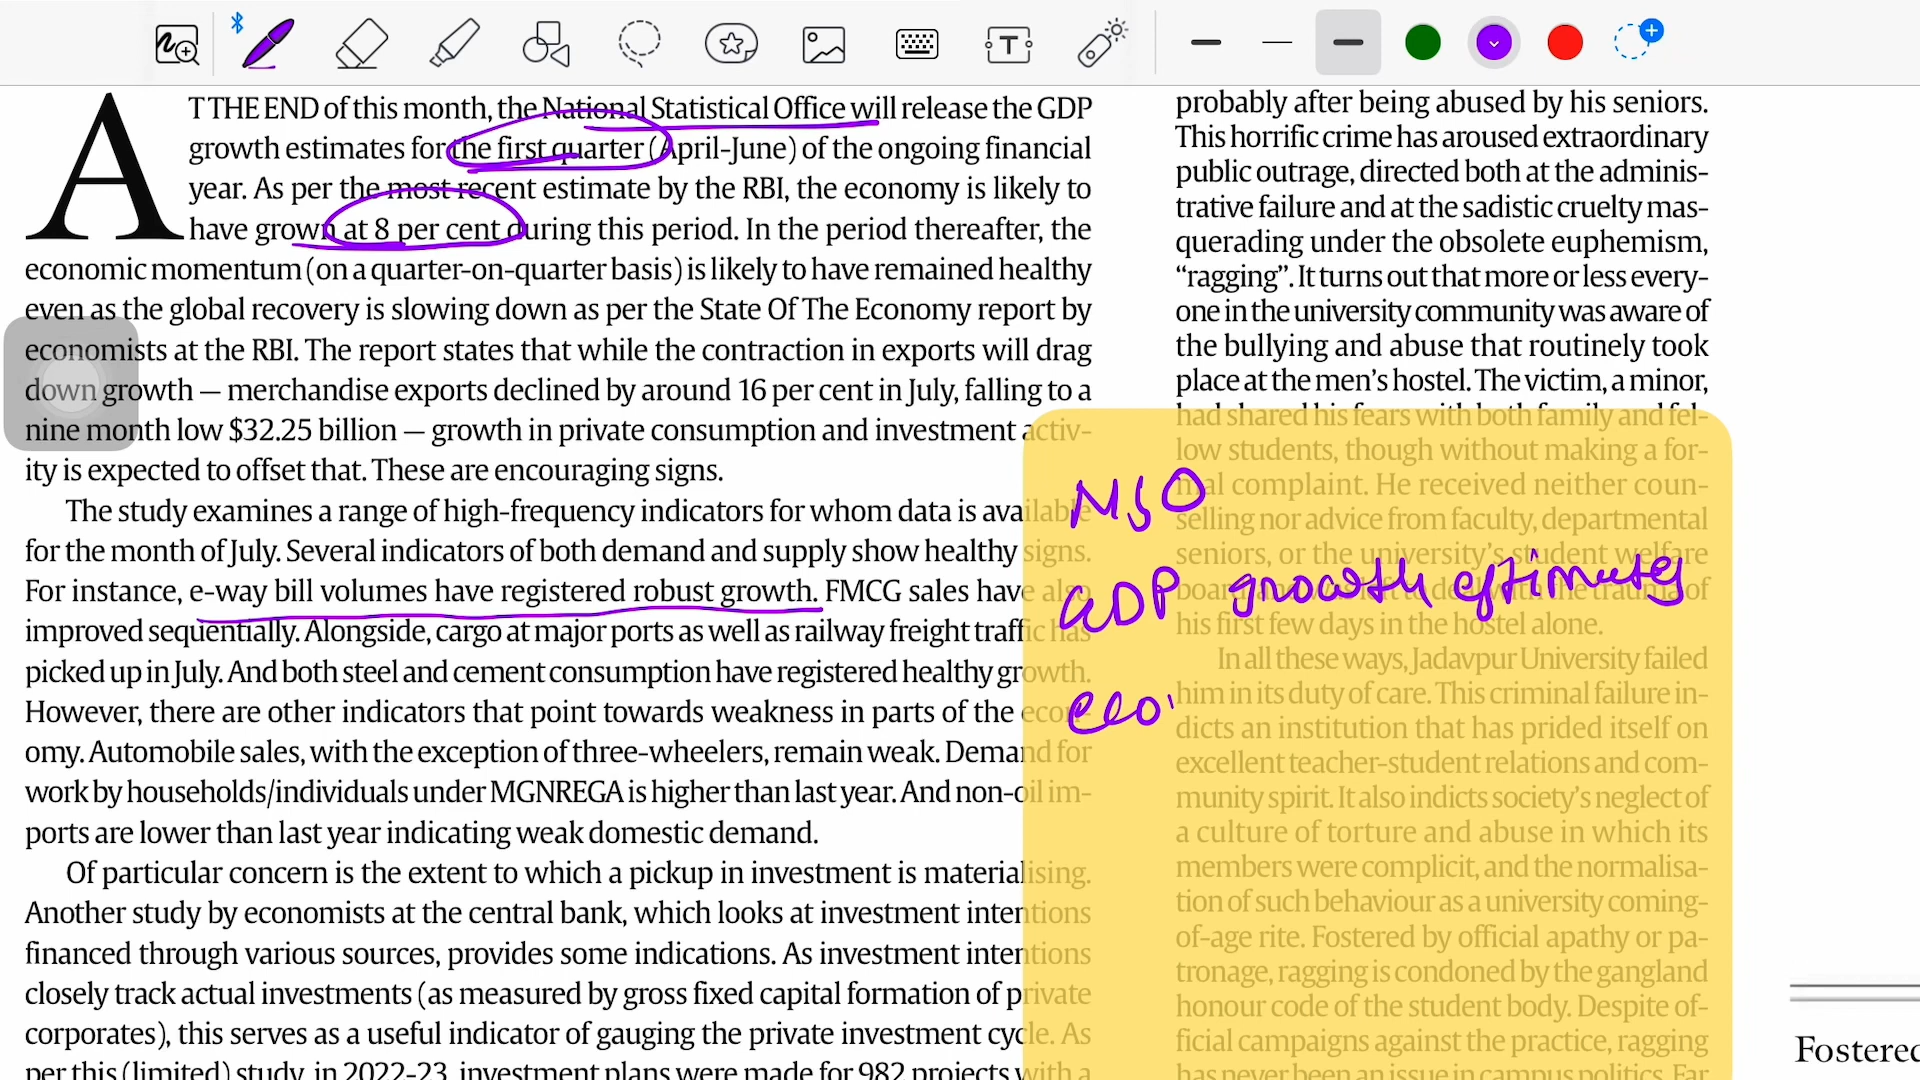 A
T THE END of this month, the National Statistical Office will release the GDP
growth estimates for the first quarter (April-June) of the ongoing financial
year. As per the most recent estimate by the RBI, the economy is likely to
have grown at 8 per cent during this period. In the period thereafter, the
economic momentum (on a quarter-on-quarter basis) is likely to have remained healthy
even as the global recovery is slowing down as per the State Of The Economy report by
economists at the RBI. The report states that while the contraction in exports will drag
down growth — merchandise exports declined by around 16 per cent in July, falling to a
nine month low $32.25 billion — growth in private consumption and investment activ-
ity is expected to offset that. These are encouraging signs.
The study examines a range of high-frequency indicators for whom data is available
for the month of July. Several indicators of both demand and supply show healthy signs.
For instance, e-way bill volumes have registered robust growth. FMCG sales have also
improved sequentially. Alongside, cargo at major ports as well as railway freight traffic has
picked up in July. And both steel and cement consumption have registered healthy growth.
However, there are other indicators that point towards weakness in parts of the econ-
omy. Automobile sales, with the exception of three-wheelers, remain weak. Demand for
work by households/individuals under MGNREGA is higher than last year. And non-oil im-
ports are lower than last year indicating weak domestic demand.
Of particular concern is the extent to which a pickup in investment is materialising.
Another study by economists at the central bank, which looks at investment intentions
financed through various sources, provides some indications. As investment intentions
closely track actual investments (as measured by gross fixed capital formation of private
corporates), this serves as a useful indicator of gauging the private investment cycle. As
per this (limited) study, in 2022-23, investment plans were made for 982 projects with a
probably after being abused by his seniors.
This horrific crime has aroused extraordinary
public outrage, directed both at the adminis-
trative failure and at the sadistic cruelty mas-
querading under the obsolete euphemism,
“ragging”. It turns out that more or less every-
one in the university community was aware of
the bullying and abuse that routinely took
place at the men’s hostel. The victim, a minor,
had shared his fears with both family and fel-
low students, though without making a for-
mal complaint. He received neither coun-
selling nor advice from faculty, departmental
seniors, or the university’s student welfare
his first few days in the hostel alone.
In all these ways, Jadavpur University failed
him in its duty of care. This criminal failure in-
dicts an institution that has prided itself on
excellent teacher-student relations and com-
munity spirit. It also indicts society’s neglect of
a culture of torture and abuse in which its
members were complicit, and the normalisa-
tion of such behaviour as a university coming-
of-age rite. Fostered by official apathy or pa-
tronage, ragging is condoned by the gangland
honour code of the student body. Despite of-
ficial campaigns against the practice, ragging
has never been an issue in campus politics. Far
NSO
GDP growth estimates
eco
Fostered